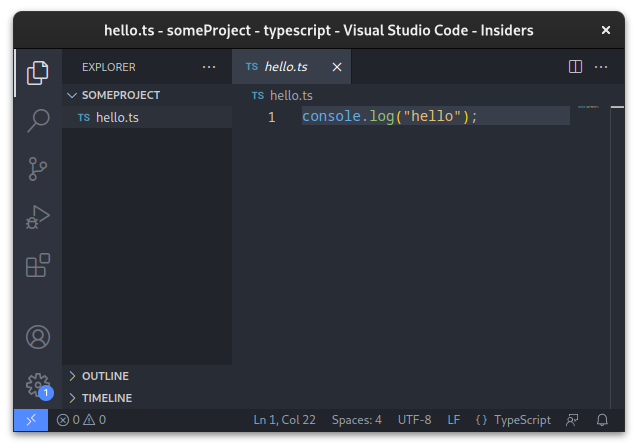 hello.ts - someProject - typescript - Visual Studio Code - Insiders
EXPLORER
TS hello.ts
SOMEPROJECT
TS hello.ts
TS hello.ts
1 console.log("hello");
OUTLINE
TIMELINE
1
0 0 Ln 1, Col 22 Spaces: 4 UTF-8 LF {} TypeScript